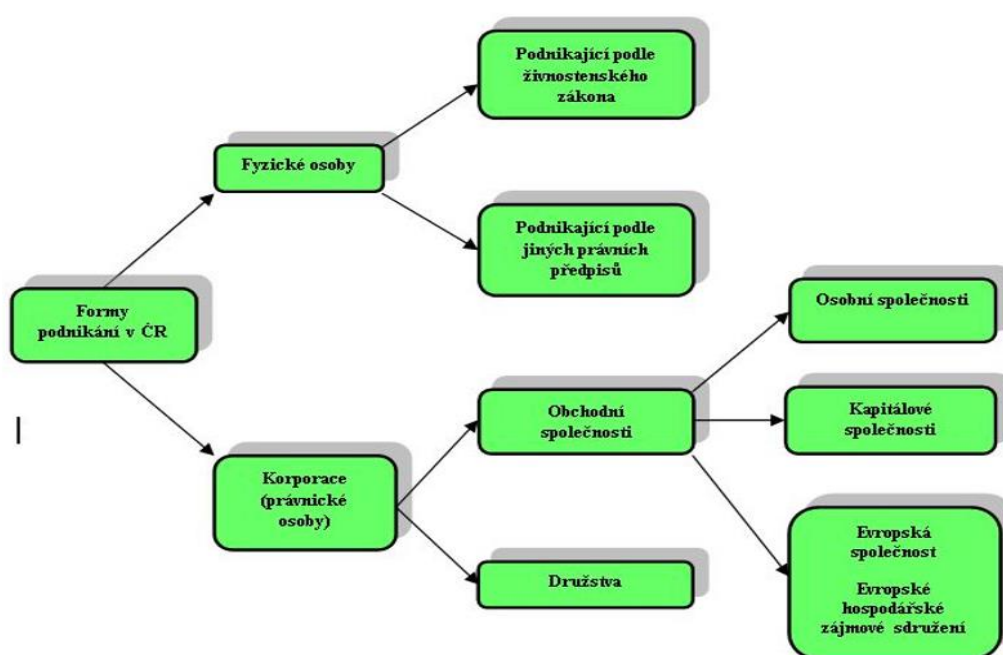 Formy
podnikání v ČR
Fyzické osoby
Podnikající podle
živnostenského
zákona
Podnikající podle
jiných právních
předpisů
Korporace
(právnické
osoby)
Obchodní
společnosti
Družstva
Osobní společnosti
Kapitálové
společnosti
Evropská
společnost
Evropské
hospodářské
zájmové sdružení